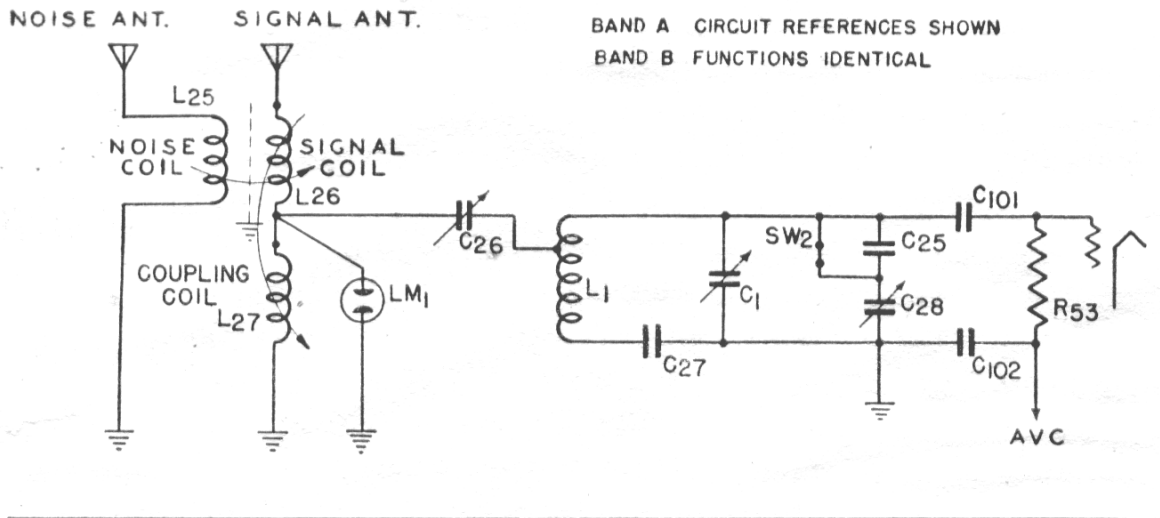 NOISE ANT.
SIGNAL ANT.
BAND A CIRCUIT REFERENCES SHOWN
BAND B FUNCTIONS IDENTICAL
L25
NOISE
COIL
SIGNAL
COIL
L26
C26
COUPLING
COIL
L27
LM1
L1
C27
C1
SW2
C25
C28
C101
R53
C102
AVC